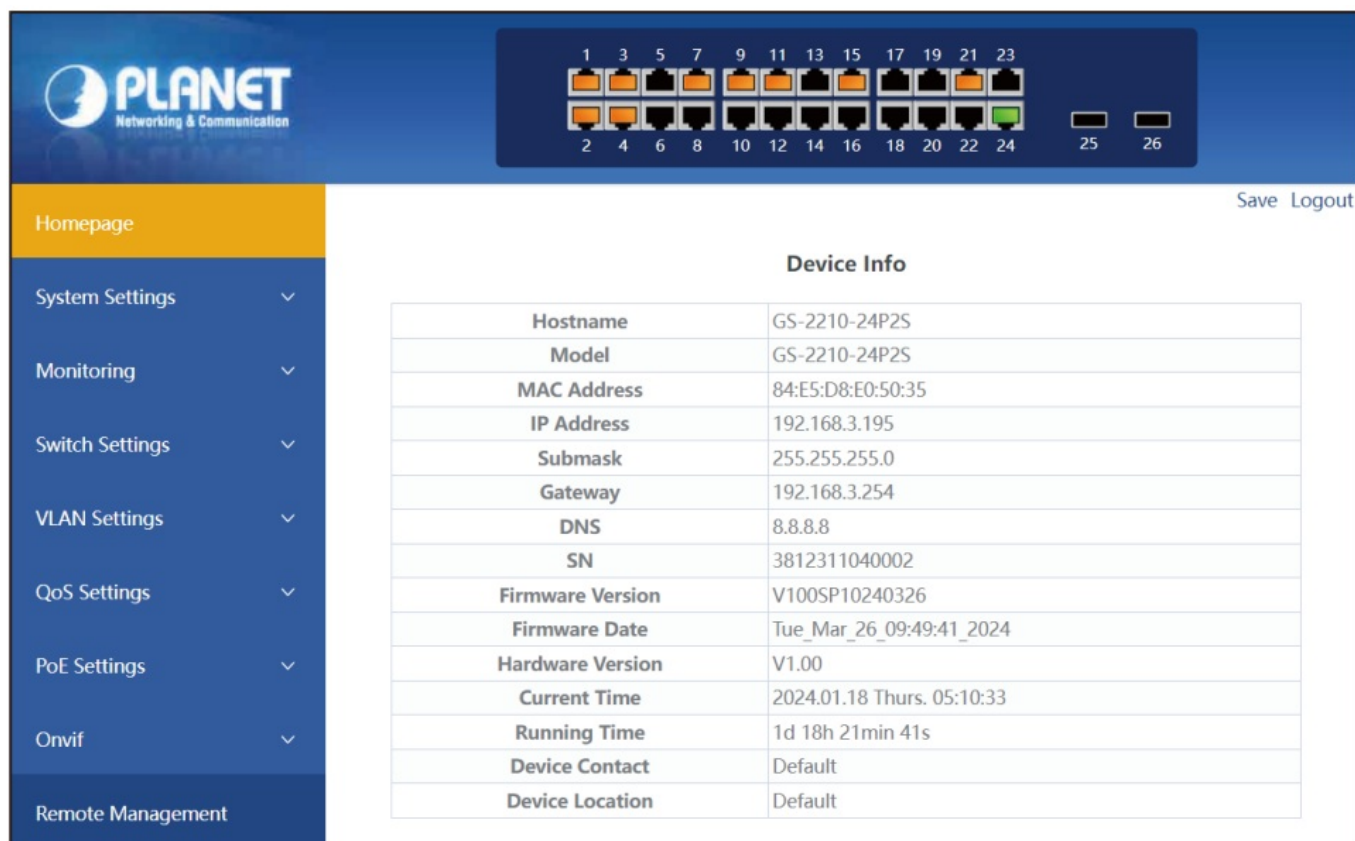 1 3 5 7 9 11 13 15 17 19 21 23
PLANET
Networking & Communication
2 4 6 8 10 12 14 16 18 20 22 24 25 26
Save Logout
Homepage
Device Info
System Settings
Monitoring
Switch Settings
VLAN Settings
QoS Settings
PoE Settings
Onvif
Remote Management
Hostname GS-2210-24P2S
Model GS-2210-24P2S
MAC Address 84:E5:D8:E0:50:35
IP Address 192.168.3.195
Submask 255.255.255.0
Gateway 192.168.3.254
DNS 8.8.8.8
SN 3812311040002
Firmware Version V100SP10240326
Firmware Date Tue_Mar_26_09:49:41_2024
Hardware Version V1.00
Current Time 2024.01.18 Thurs. 05:10:33
Running Time 1d 18h 21min 41s
Device Contact Default
Device Location Default